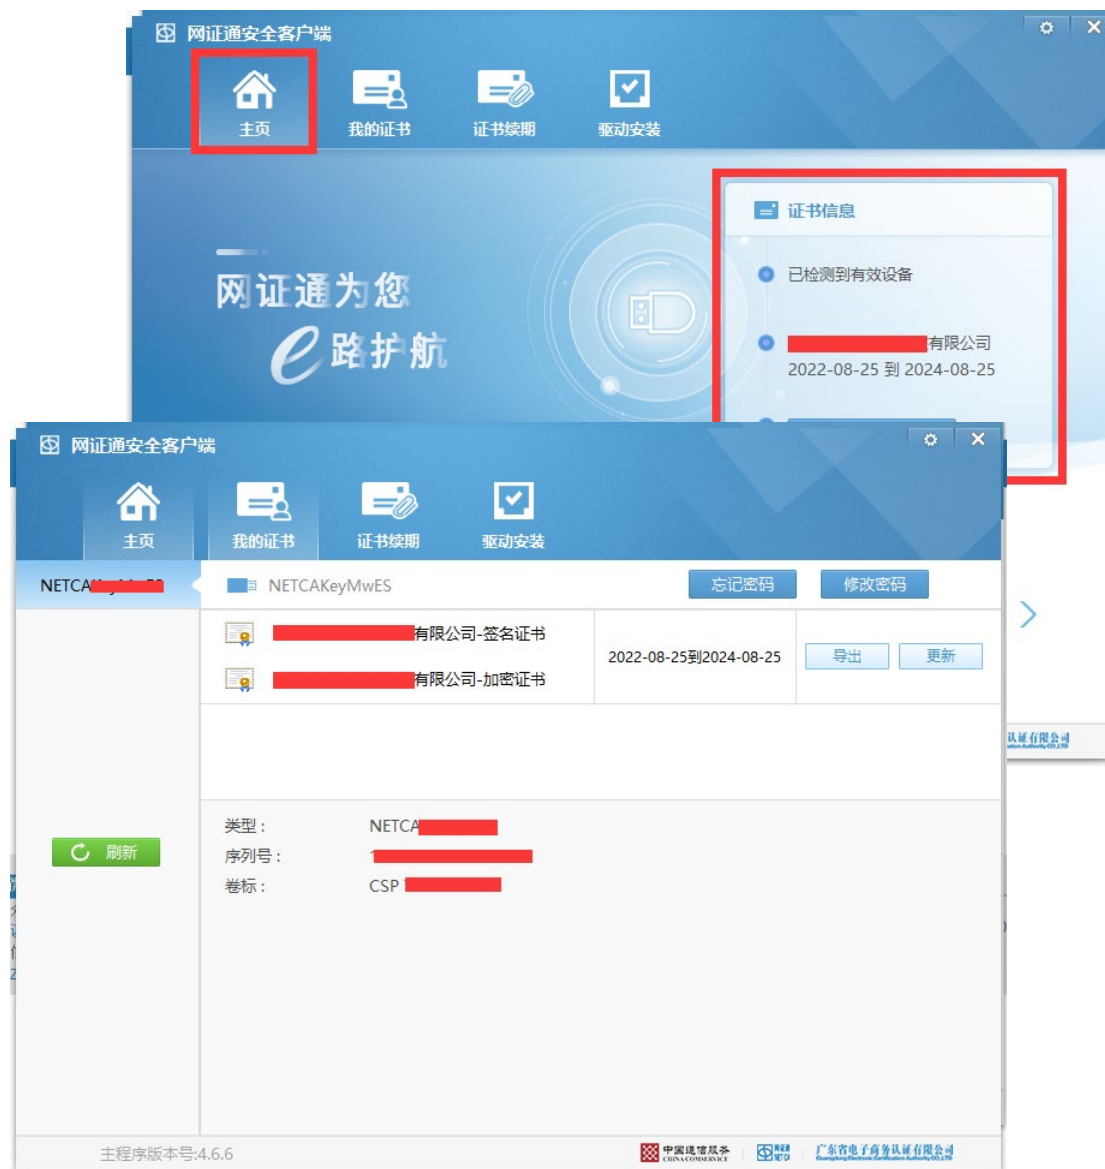 网证通安全客户端
主页
我的证书
证书续期
驱动安装
证书信息
已检测到有效设备
有限公司
2022-08-25 到 2024-08-25
网证通为您
e路护航
网证通安全客户端
主页
我的证书
证书续期
驱动安装
NETCA
NETCAKeyMwES
忘记密码
修改密码
有限公司-签名证书
有限公司-加密证书
2022-08-25到2024-08-25
导出
更新
认证有限公司
类型：
NETCA
序列号：
卷标：
CSP
刷新
主程序版本号:4.6.6
中国通信服务
CHINA COMSERVICE
广东省电子商务认证有限公司